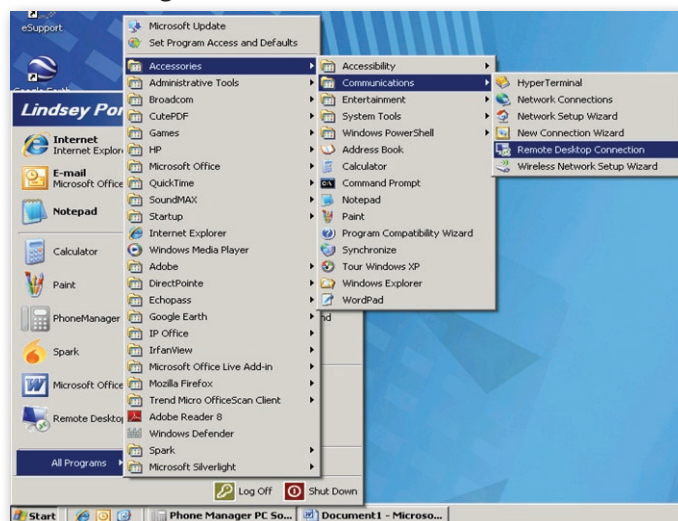 eSupport
Google Earth
Lindsey Por
Internet
Internet Explor
E-mail
Microsoft Office
Notepad
Calculator
Paint
PhoneManager
Spark
Microsoft Office
Remote Deskto
All Programs
Microsoft Update
Set Program Access and Defaults
Accessories
Administrative Tools
Broadcom
CutePDF
Games
HP
Microsoft Office
QuickTime
SoundMAX
Startup
Internet Explorer
Windows Media Player
Adobe
DirectPointe
Echopass
Google Earth
IP Office
IrfanView
Microsoft Office Live Add-in
Mozilla Firefox
Trend Micro OfficeScan Client
Adobe Reader 8
Windows Defender
Spark
Microsoft Silverlight
Accessibility
Communications
Entertainment
System Tools
Windows PowerShell
Address Book
Calculator
Command Prompt
Notepad
Paint
Program Compatibility Wizard
Synchronize
Tour Windows XP
Windows Explorer
WordPad
nd
HyperTerminal
Network Connections
Network Setup Wizard
New Connection Wizard
Remote Desktop Connection
Wireless Network Setup Wizard
Log Off
Shut Down
Start
Phone Manager PC So...
Document1 - Microso...